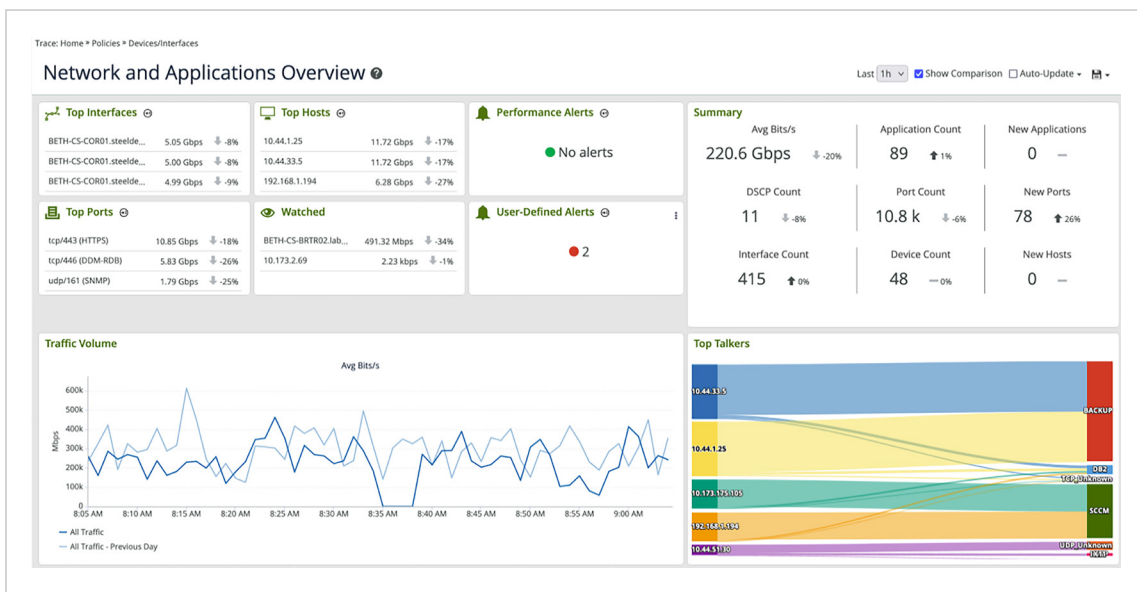 Trace: Home » Policies » Devices/Interfaces
Network and Applications Overview ?
Last 1h Show Comparison Auto-Update
Top Interfaces
BETH-CS-COR01.steelde... 5.05 Gbps -8%
BETH-CS-COR01.steelde... 5.00 Gbps -8%
BETH-CS-COR01.steelde... 4.99 Gbps -9%
Top Hosts
10.44.1.25 11.72 Gbps -17%
10.44.33.5 11.72 Gbps -17%
192.168.1.194 6.28 Gbps -27%
Performance Alerts
No alerts
Summary
Avg Bits/s Application Count New Applications
220.6 Gbps -20% 89 1% 0 —
DSCP Count Port Count New Ports
11 -8% 10.8 k -6% 78 26%
Interface Count Device Count New Hosts
415 0% 48 —0% 0 —
Top Ports
tcp/443 (HTTPS) 10.85 Gbps -18%
tcp/446 (DDM-RDB) 5.83 Gbps -26%
udp/161 (SNMP) 1.79 Gbps -25%
Watched
BETH-CS-BRTR02.lab... 491.32 Mbps -34%
10.173.2.69 2.23 kbps -1%
User-Defined Alerts
2
Traffic Volume
Avg Bits/s
Mbps
600k
500k
400k
300k
200k
100k
0
8:05 AM 8:10 AM 8:15 AM 8:20 AM 8:25 AM 8:30 AM 8:35 AM 8:40 AM 8:45 AM 8:50 AM 8:55 AM 9:00 AM
All Traffic
All Traffic - Previous Day
Top Talkers
10.44.33.5
10.44.1.25
10.173.175.105
192.168.1.194
10.44.51.30
BACKUP
DB2
TCP_Unknown
SCCM
UDP_Unknown